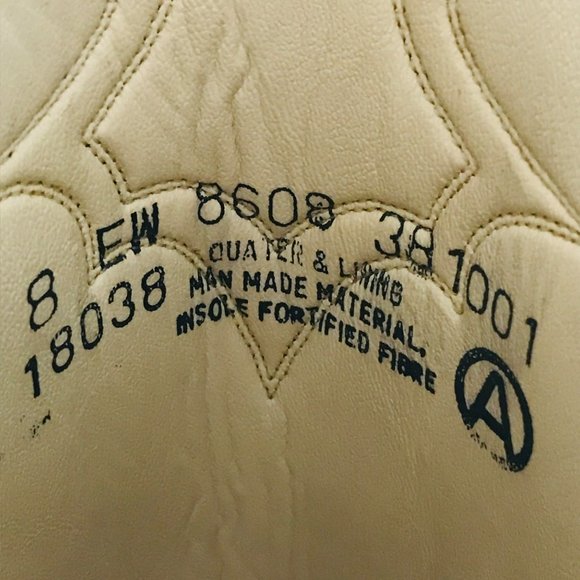 8 EW 8608 38
18038 1001
QUATER & LINING
MAN MADE MATERIAL.
INSOLE FORTIFIED FIBRE
A